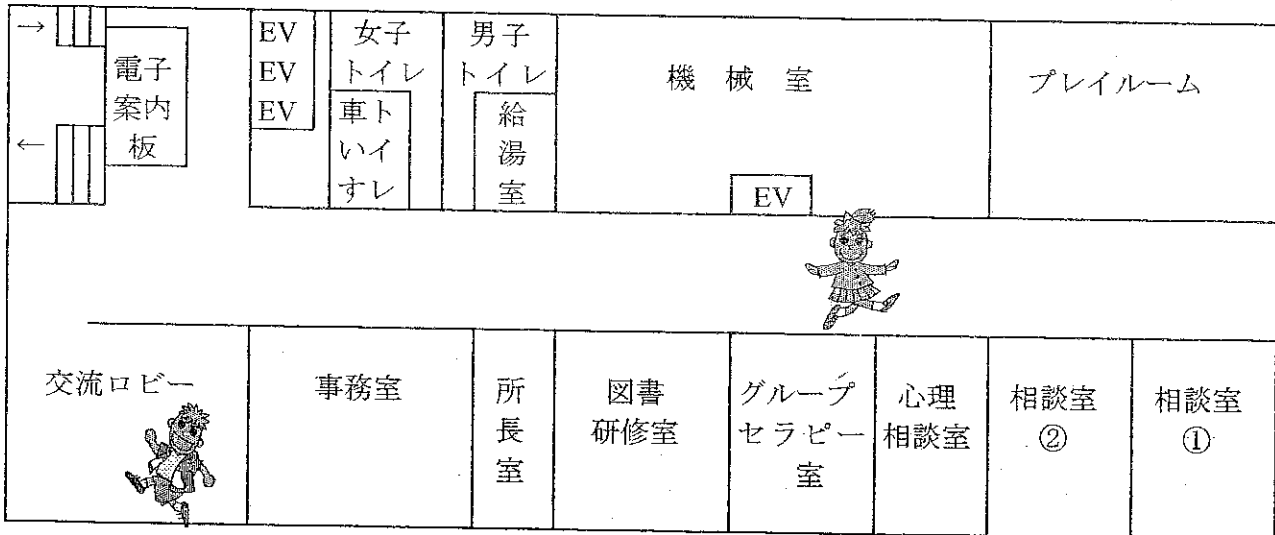 →
←
電子
案内
板
EV
EV
EV
女子
トイレ
車ト
いイ
すレ
男子
トイレ
給
湯
室
機 械 室
EV
プレイルーム
交流ロビー
事務室
所
長
室
図書
研修室
グループ
セラピー
室
心理
相談室
相談室
②
相談室
①